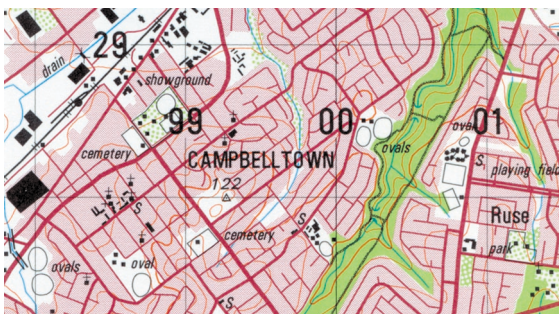 29
drain
showground
99
00
01
oval
cemetery
ovals
CAMPBELLTOWN
S
playing field
122
S
Ruse
S
cemetery
park
ovals
oval
S